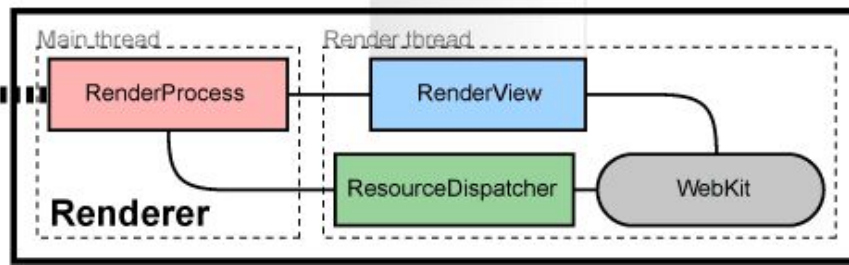 Main thread
Render thread
RenderProcess
RenderView
ResourceDispatcher
WebKit
Renderer